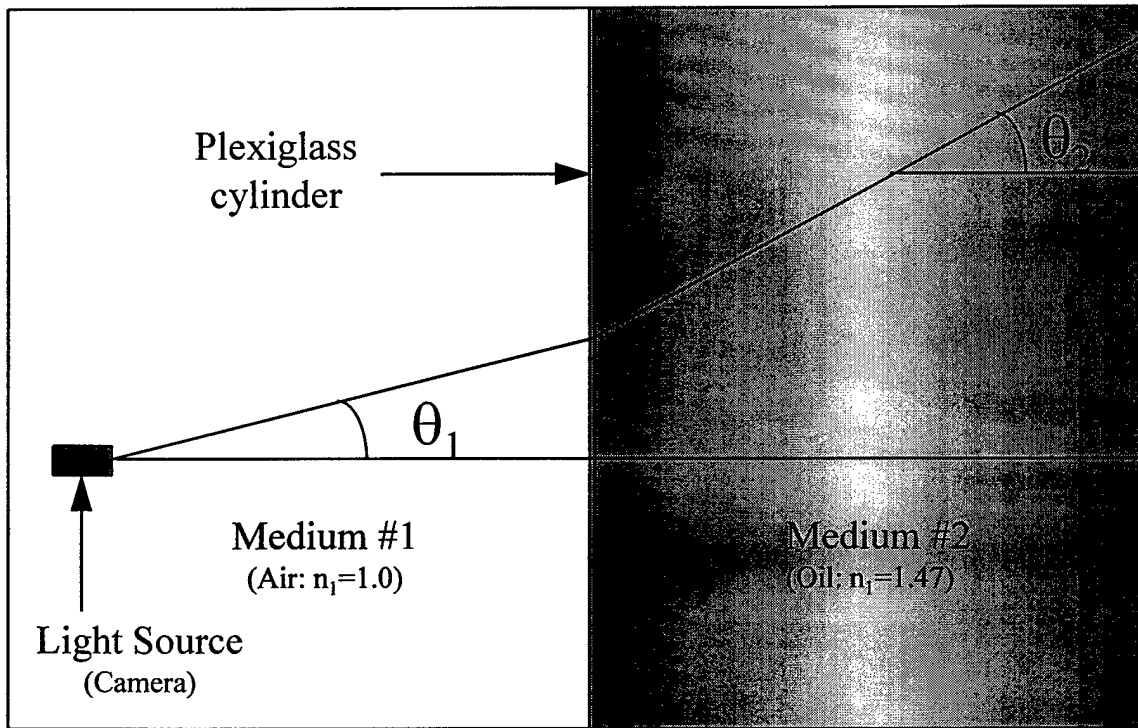 Plexiglass
cylinder
θ₂
θ₁
Medium #1
(Air: n₁=1.0)
Medium #2
(Oil: n₁=1.47)
Light Source
(Camera)